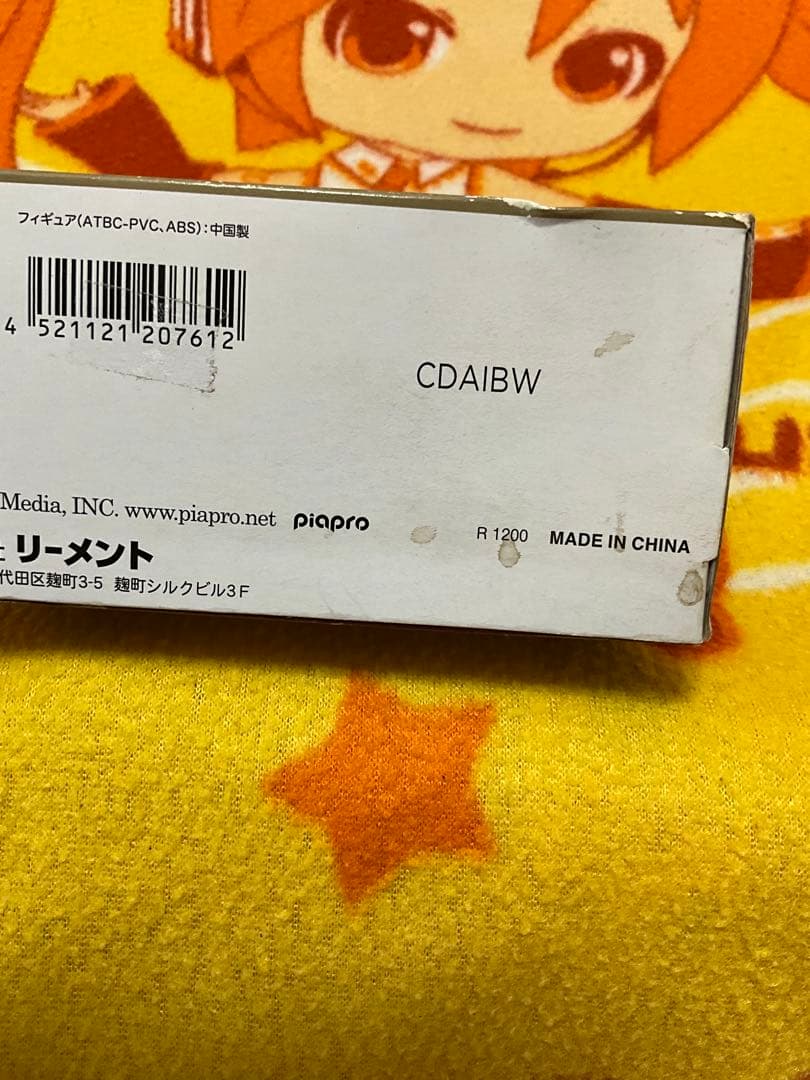 フィギュア(ATBC-PVC、ABS):中国製
4 521121 207612
CDAIBW
Media, INC. www.piapro.net piapro
R 1200 MADE IN CHINA
リーメント
代田区麹町3-5 麹町シルクビル3F